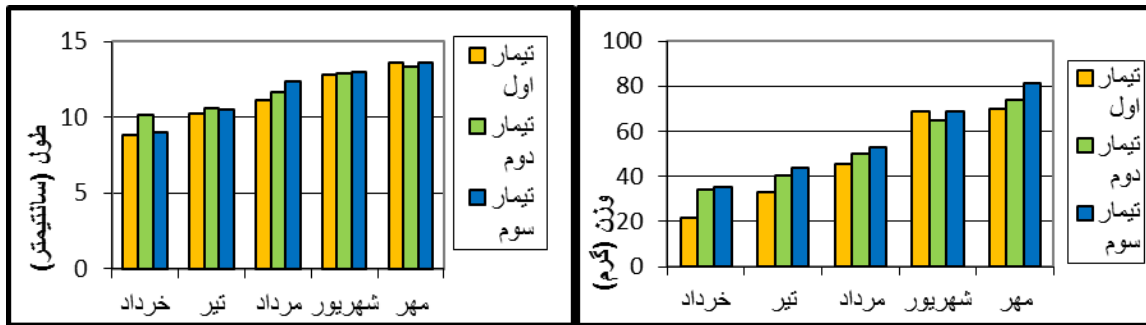 15
10
5
0
طول (سانتیمتر)
خرداد
تیر
مرداد
شهریور
مهر
تیمار
اول
تیمار
دوم
تیمار
سوم
100
80
60
40
20
0
وزن (گرم)
خرداد
تیر
مرداد
شهریور
مهر
تیمار
اول
تیمار
دوم
تیمار
سوم